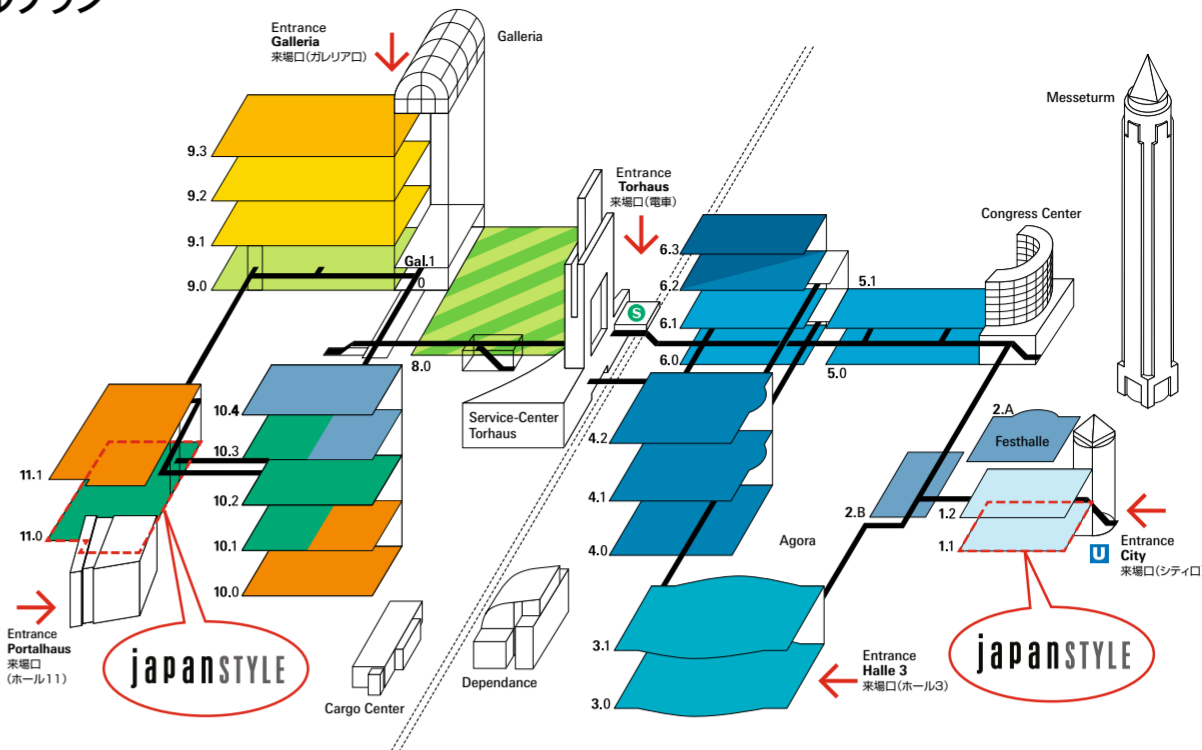 Entrance
Galleria
来場口(ガレリア口)
Galleria
Messeturm
9.3
9.2
9.1
9.0
Gal.1
0
Entrance
Torhaus
来場口(電車)
Congress Center
6.3
6.2
6.1
6.0
5.1
5.0
S
8.0
Service-Center
Torhaus
10.4
10.3
10.2
10.1
10.0
11.1
11.0
4.2
4.1
4.0
2.A
Festhalle
2.B
1.2
1.1
U
Entrance
City
来場口(シティ口)
Agora
Entrance
Portalhaus
来場口
(ホール11)
japanSTYLE
Cargo Center
Dependance
3.1
3.0
Entrance
Halle 3
来場口(ホール3)
japanSTYLE